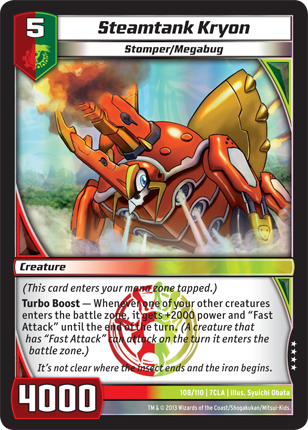 5
Steamtank Kryon
Stomper/Megabug
Creature
(This card enters your mana zone tapped.)
Turbo Boost — Whenever one of your other creatures
enters the battle zone, it gets +2000 power and "Fast
Attack" until the end of the turn. (A creature that
has "Fast Attack" can attack on the turn it enters the
battle zone.)
It's not clear where the insect ends and the iron begins.
108/110 | 7CLA | Illus. Syuichi Obata
4000
TM & © 2013 Wizards of the Coast/Shogakukan/Mitsui-Kids.